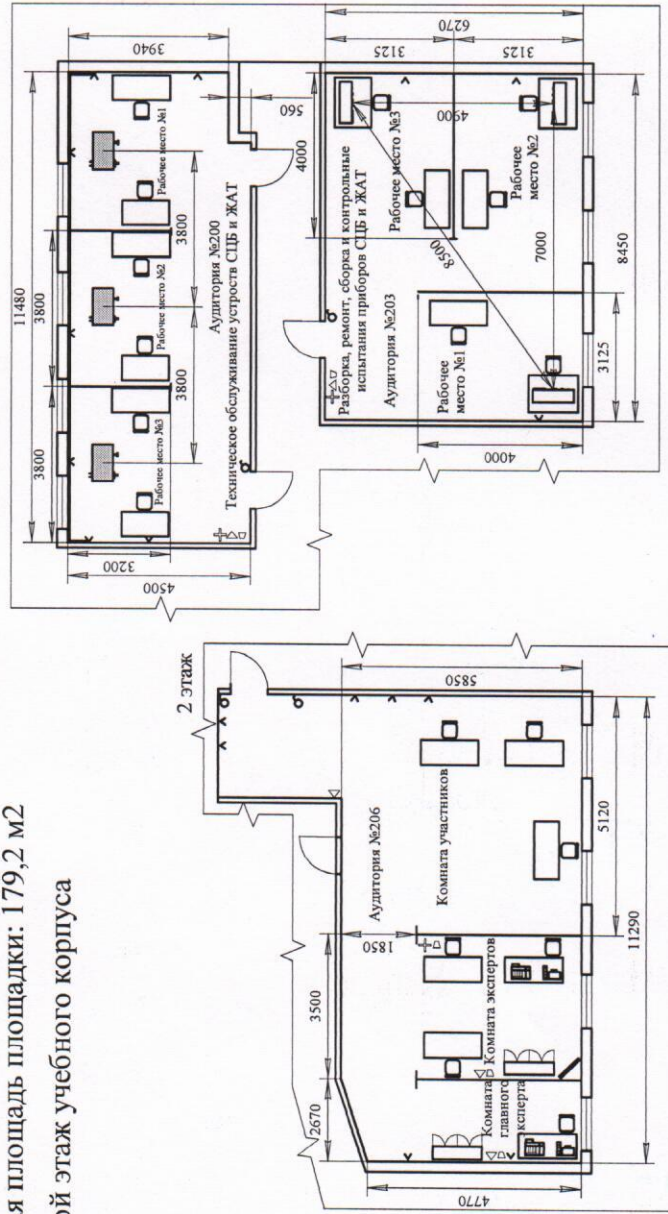 я площадь площадки: 179,2 м2
ой этаж учебного корпуса
2 этаж
11480
3800
3800
3940
3200
4500
560
Рабочее место №3
Рабочее место №2
Рабочее место №1
3800
3800
Аудитория №200
Техническое обслуживание устроств СЦБ и ЖАТ
4000
6270
3125
3125
Разборка, ремонт, сборка и контрольные
испытания приборов СЦБ и ЖАТ
Аудитория №203
Рабочее место №3
Рабочее
место №2
Рабочее
место №1
4900
8500
7000
4000
3125
8450
2670
3500
1850
Аудитория №206
Комната участников
Комната экспертов
Комната
главного
эксперта
5850
4770
5120
11290